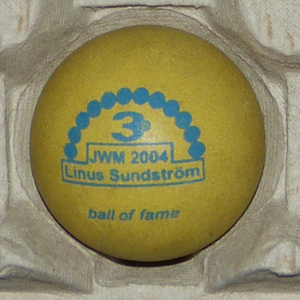 3
JWM 2004
Linus Sundström
ball of fame